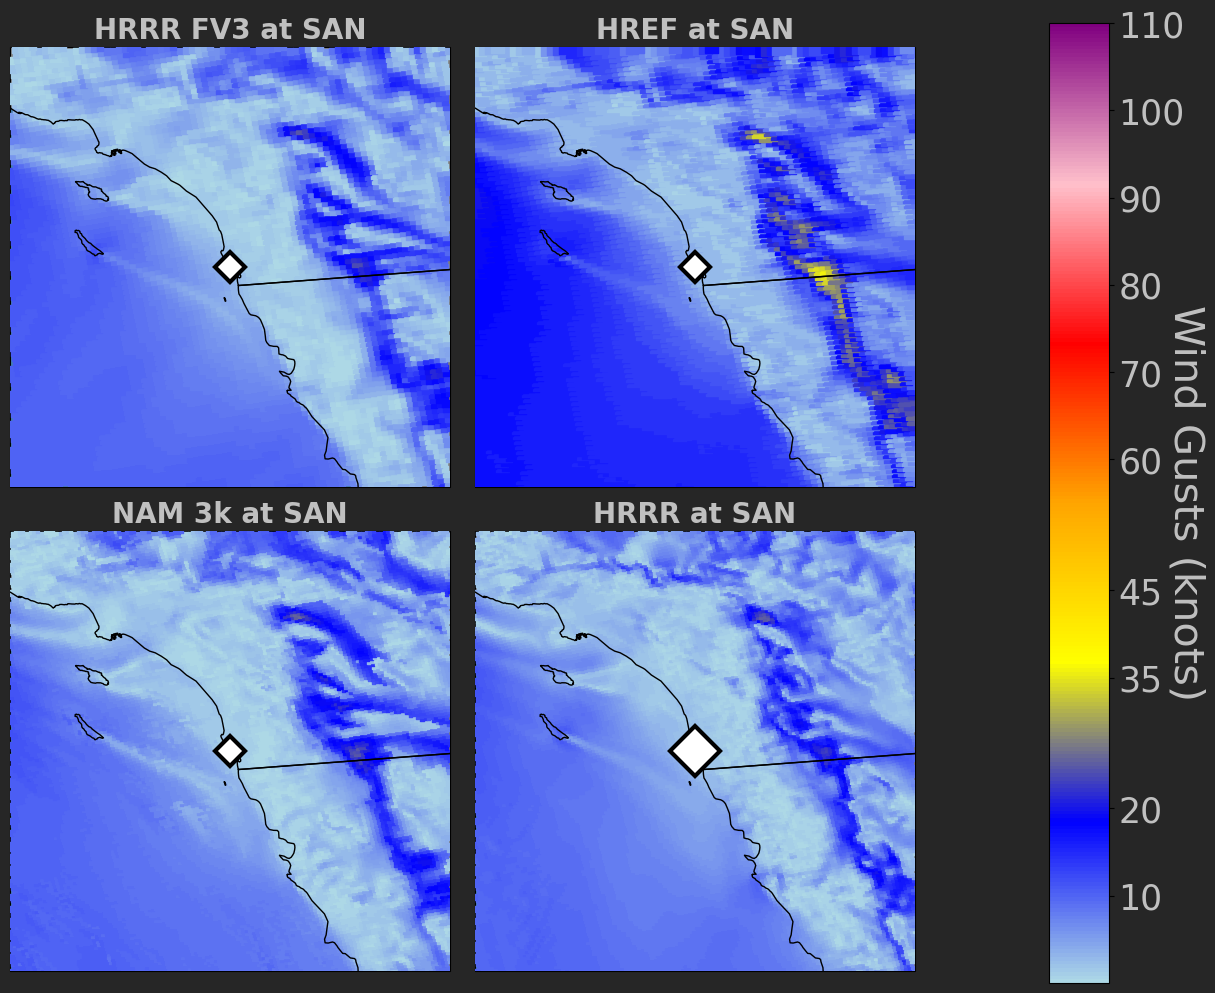 HRRR FV3 at SAN
HREF at SAN
NAM 3k at SAN
HRRR at SAN
110
100
90
80
70
60
45
35
20
10
Wind Gusts (knots)